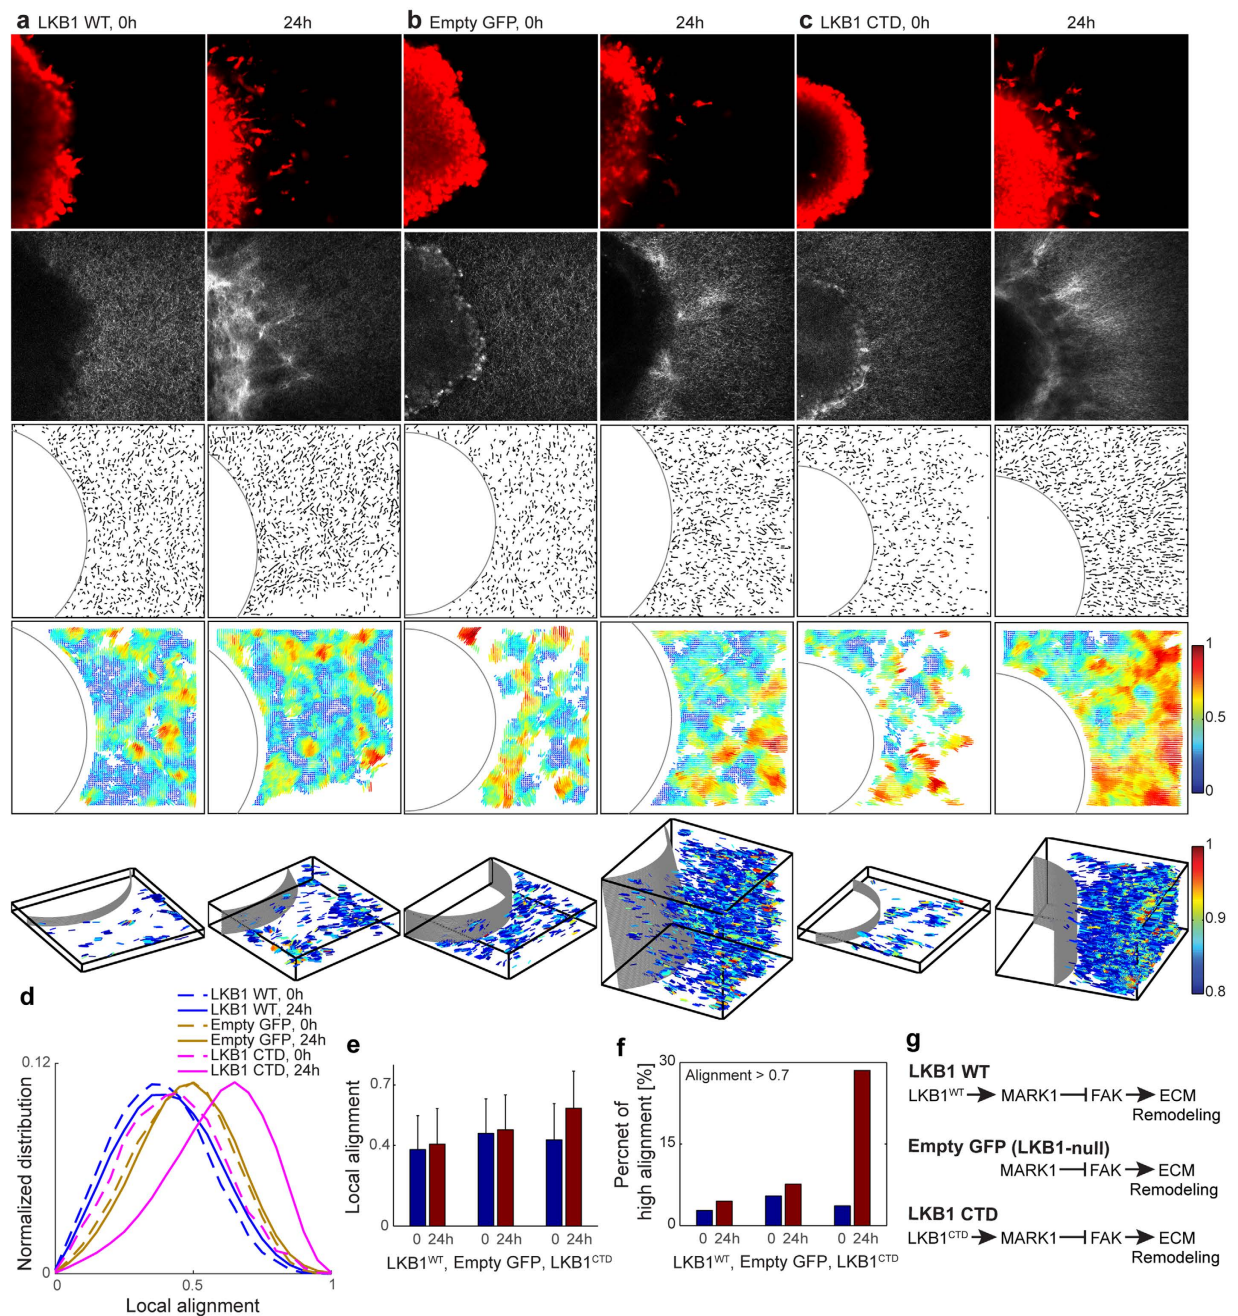 a LKB1 WT, 0h
24h
b Empty GFP, 0h
24h
c LKB1 CTD, 0h
24h
1
0.5
0
1
0.9
0.8
d
LKB1 WT, 0h
LKB1 WT, 24h
Empty GFP, 0h
Empty GFP, 24h
LKB1 CTD, 0h
LKB1 CTD, 24h
0.12
Normalized distribution
0
0
0.5
1
Local alignment
e
0.7
0.4
0
Local alignment
0 24h
0 24h
0 24h
LKB1WT, Empty GFP, LKB1CTD
f
30
15
0
Alignment > 0.7
Percnet of
high alignment [%]
0 24h
0 24h
0 24h
LKB1WT, Empty GFP, LKB1CTD
g
LKB1 WT
LKB1WT MARK1 FAK ECM
Remodeling
Empty GFP (LKB1-null)
MARK1 FAK ECM
Remodeling
LKB1 CTD
LKB1CTD MARK1 FAK ECM
Remodeling